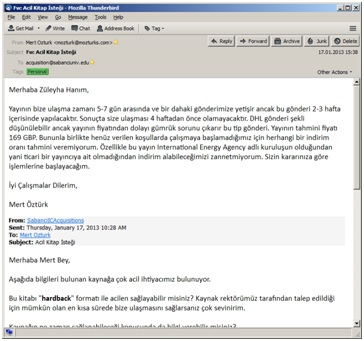 Fw: Acil Kitap İsteği - Mozilla Thunderbird
File Edit View Go Message Tools Help
Get Mail Write Chat Address Book Tag
From Mert Öztürk <mozturk@mozturks.com>
Reply Forward Archive Junk Delete
Subject Fw: Acil Kitap İsteği
17.01.2013 15:38
To acquisition@sabanciuniv.edu
Tags Personal
Other Actions
Merhaba Züleyha Hanım,
Yayının bize ulaşma zamanı 5-7 gün arasında ve bir dahaki gönderimize yetişir ancak bu gönderi 2-3 hafta
içerisinde yapılacaktır. Sonuçta size ulaşması 4 haftadan önce olamayacaktır. DHL gönderi şekli
düşünülebilir ancak yayının fiyatından dolayı gümrük sorunu çıkarır bu tip gönderi. Yayının tahmini fiyatı
169 GBP. Bununla birlikte henüz verilen koşullarda çalışmaya başlamadığımız için herhangi bir indirim
oranı tahmini veremiyorum. Özellikle bu yayın International Energy Agency adlı kuruluşun olduğundan
yani ticari bir yayıncıya ait olmadığından indirim alabileceğimizi zannetmiyorum. Sizin kararınıza göre
işlemlerine başlayacağım.
İyi Çalışmalar Dilerim,
Mert Öztürk
From: SabanciICAcquisitions
Sent: Thursday, January 17, 2013 10:28 AM
To: Mert Ozturk
Subject: Acil Kitap İsteği
Merhaba Mert Bey,
Aşağıda bilgileri bulunan kaynağa çok acil ihtiyacımız bulunuyor.
Bu kitabı "hardback" formatı ile acilen sağlayabilir misiniz? Kaynak rektörümüz tarafından talep edildiği
için mümkün olan en kısa sürede bize ulaşmasını sağlarsanız çok sevinirim.
Kaynağın ne zaman sağlanabileceği konusunda da bilgi verebilir misiniz?